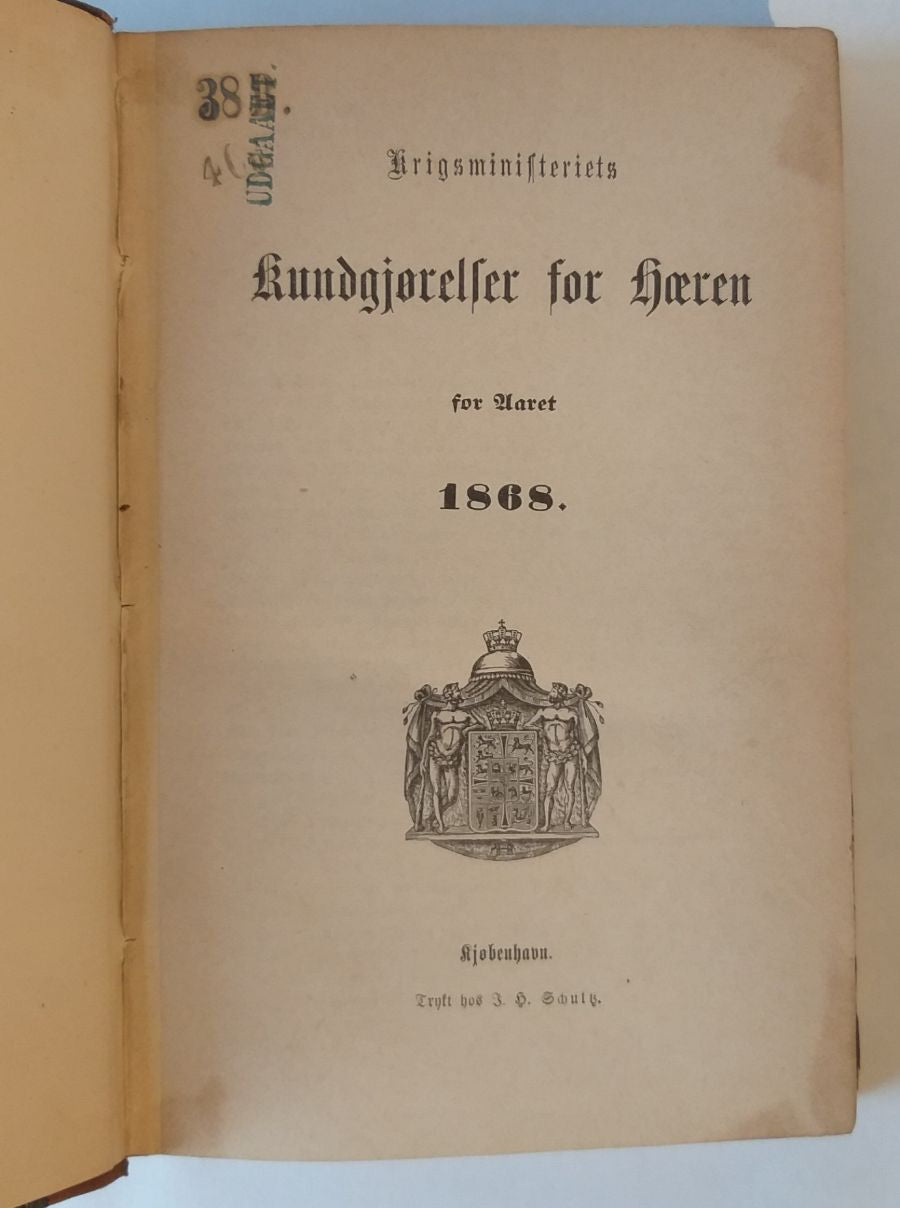 38
UDGAAET.
Krigsministeriets
Kundgjørelser for Hæren
for Aaret
1868.
Kjøbenhavn.
Trykt hos J. H. Schultz.